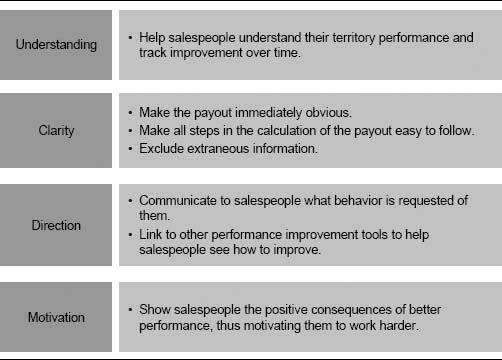 Understanding
• Help salespeople understand their territory performance and
track improvement over time.
Clarity
• Make the payout immediately obvious.
• Make all steps in the calculation of the payout easy to follow.
• Exclude extraneous information.
Direction
• Communicate to salespeople what behavior is requested of
them.
• Link to other performance improvement tools to help
salespeople see how to improve.
Motivation
• Show salespeople the positive consequences of better
performance, thus motivating them to work harder.